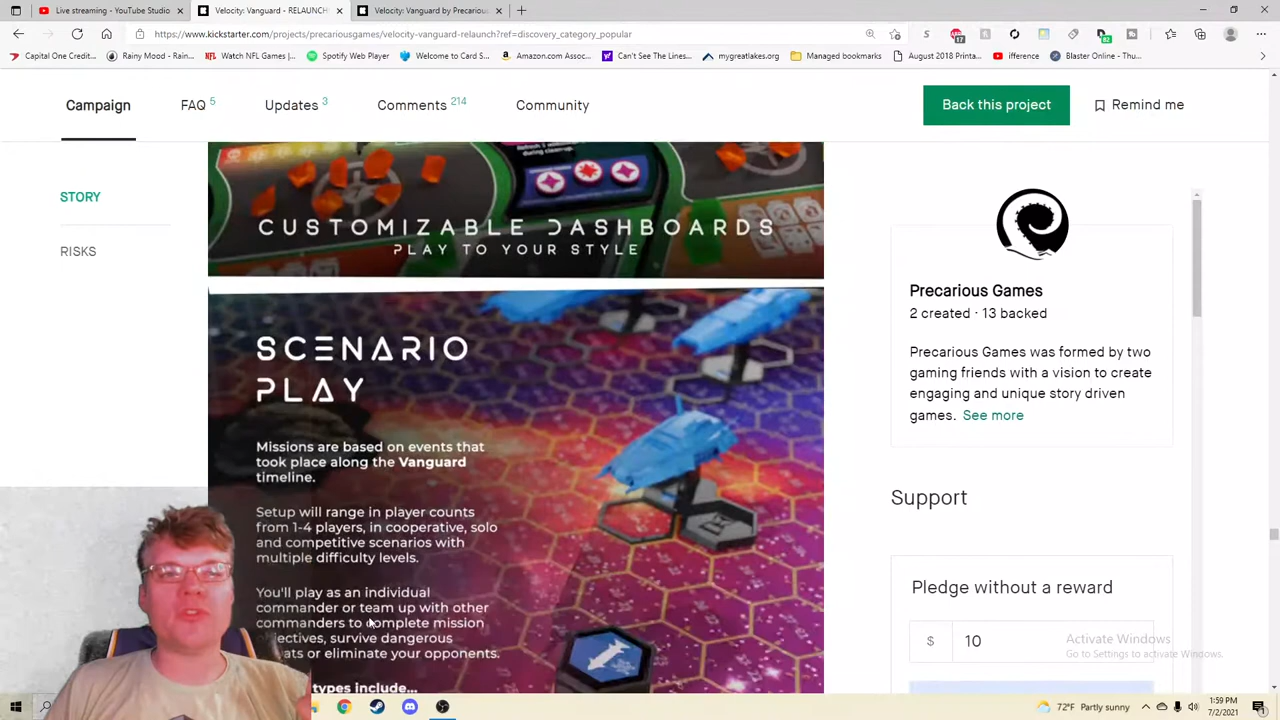 Live streaming - YouTube Studio
Velocity: Vanguard - RELAUNCH
Velocity: Vanguard by Precariou
https://www.kickstarter.com/projects/precariousgames/velocity-vanguard-relaunch?ref=discovery_category_popular
Capital One Credit...
Rainy Mood - Rain...
Watch NFL Games |...
Spotify Web Player
Welcome to Card S...
Amazon.com Assoc...
Can't See The Lines...
mygreatlakes.org
Managed bookmarks
August 2018 Printa...
ifference
Blaster Online - Thu...
Campaign
FAQ 5
Updates 3
Comments 214
Community
Back this project
Remind me
STORY
RISKS
CUSTOMIZABLE DASHBOARDS
PLAY TO YOUR STYLE
SCENARIO
PLAY
Missions are based on events that
took place along the Vanguard
timeline.
Setup will range in player counts
from 1-4 players, in cooperative, solo
and competitive scenarios with
multiple difficulty levels.
You'll play as an individual
commander or team up with other
commanders to complete mission
jectives, survive dangerous
ats or eliminate your opponents.
types include...
Precarious Games
2 created · 13 backed
Precarious Games was formed by two
gaming friends with a vision to create
engaging and unique story driven
games. See more
Support
Pledge without a reward
$ 10
Activate Windows
Go to Settings to activate Windows.
72°F Partly sunny
1:59 PM
7/2/2021